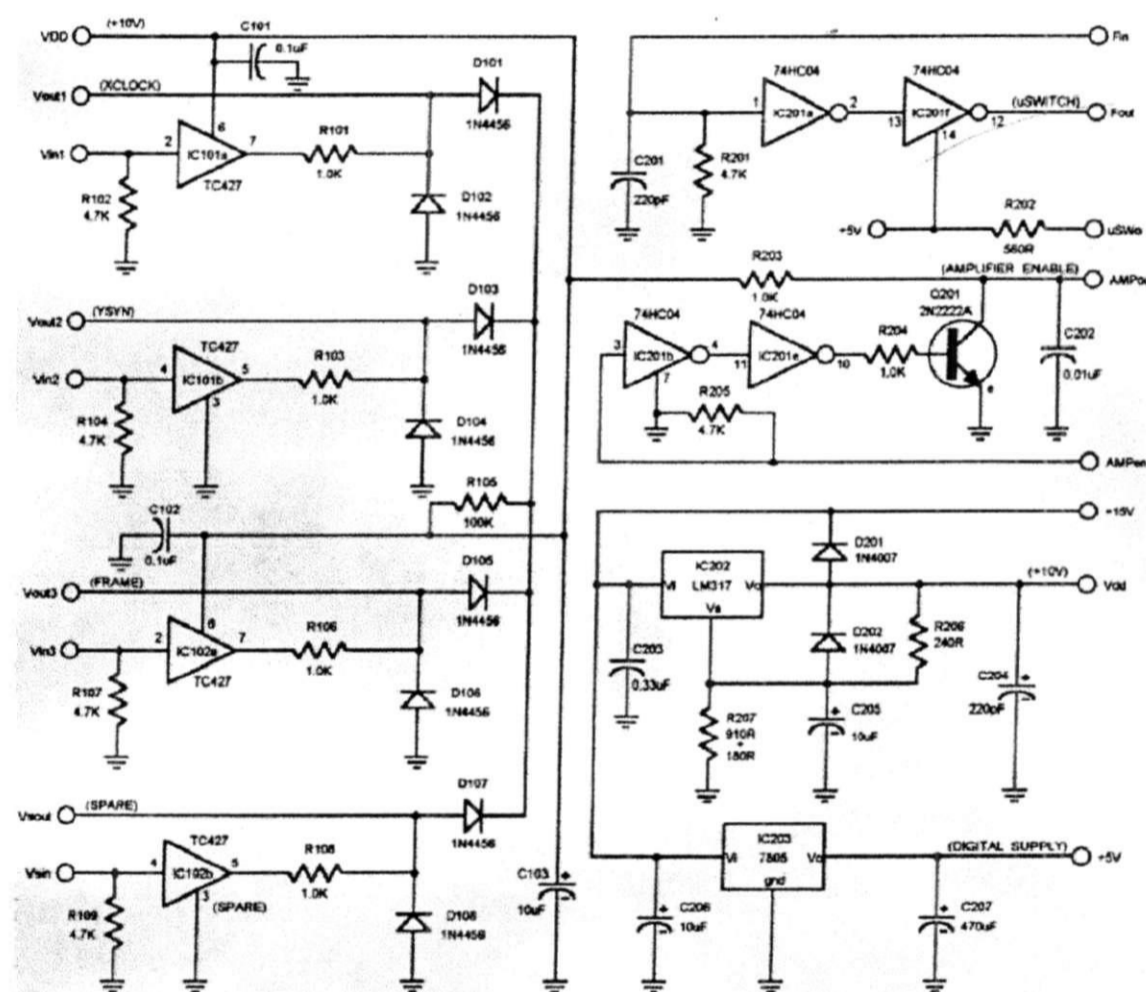 VDD (+10V)
C101
0.1uF
Vout1 (XCLOCK)
D101
1N4456
Vin1
2
6
IC101a
7
TC427
R101
1.0K
R102
4.7K
D102
1N4456
Vout2 (YSYN)
D103
1N4456
TC427
Vin2
4
IC101b
5
3
R103
1.0K
R104
4.7K
D104
1N4456
R105
100K
C102
0.1uF
Vout3 (FRAME)
D105
1N4456
Vin3
2
6
IC102a
7
TC427
R106
1.0K
R107
4.7K
D106
1N4456
Vsout (SPARE)
D107
1N4456
TC427
Vsin
4
IC102b
5
3
(SPARE)
R108
1.0K
R109
4.7K
D108
1N4456
C103
10uF
Fin
74HC04
74HC04
1
IC201a
2
13
IC201f
12
14
(uSWITCH)
Fout
C201
220pF
R201
4.7K
+5V
R202
560R
uSWo
R203
1.0K
(AMPLIFIER ENABLE)
AMPoi
Q201
2N2222A
74HC04
74HC04
3
IC201b
4
7
11
IC201e
10
R204
1.0K
e
C202
0.01uF
R205
4.7K
AMPen
+15V
D201
1N4007
IC202
Vi LM317 Vo
Va
(+10V)
Vdd
D202
1N4007
R206
240R
C203
0.33uF
C204
220pF
R207
910R
+
180R
C205
10uF
IC203
Vi 7805 Vo
gnd
(DIGITAL SUPPLY)
+5V
C206
10uF
C207
470uF